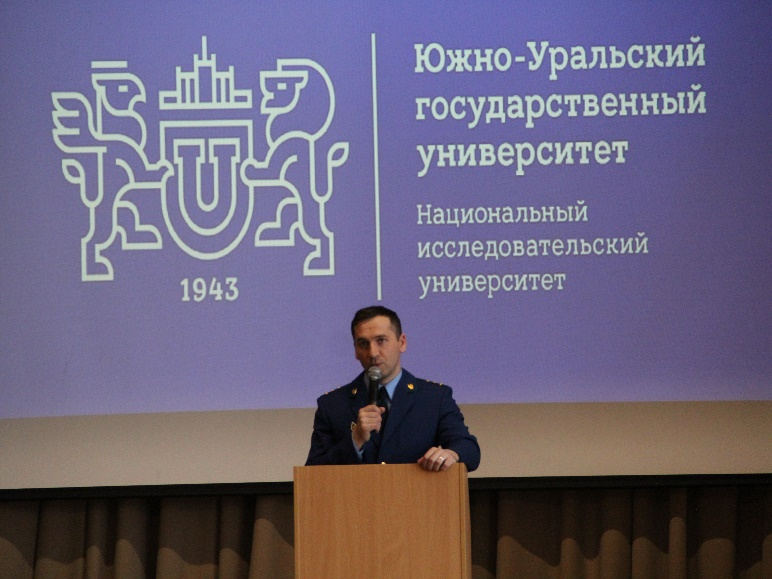 Южно-Уральский
государственный
университет
Национальный
исследовательский
университет
U
1943